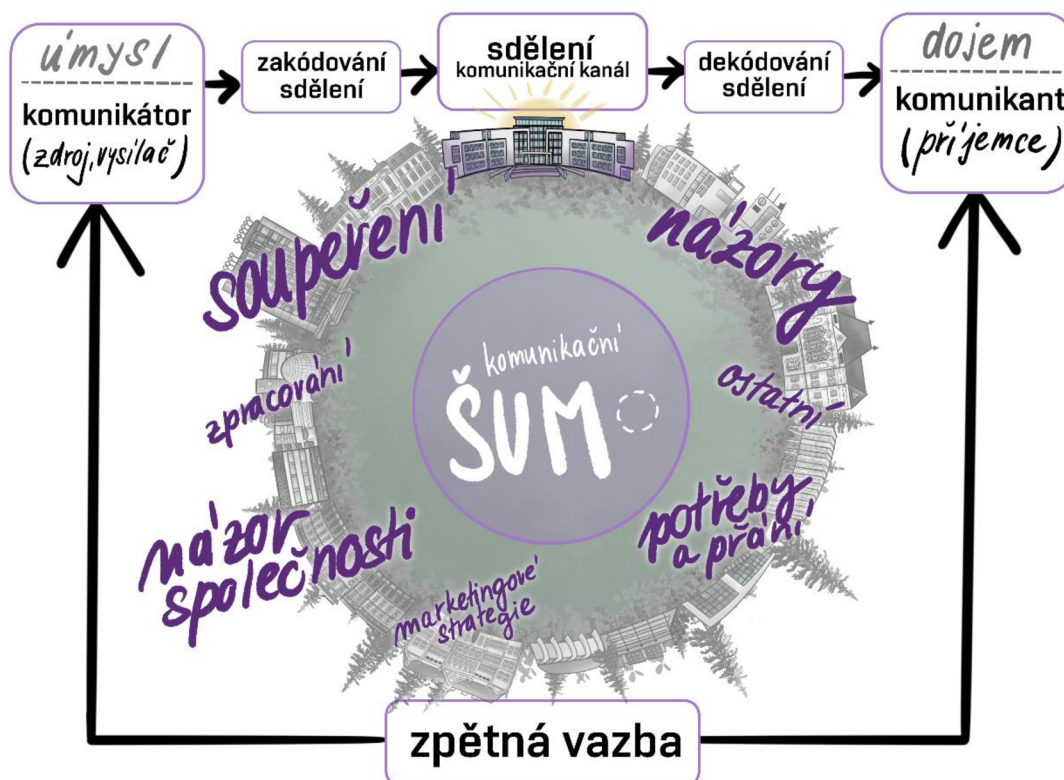 úmysl
komunikátor
(zdroj, vysílač)
zakódování
sdělení
sdělení
komunikační kanál
dekódování
sdělení
dojem
komunikant
(příjemce)
soupeření
názory
zpracování
ostatní
komunikační
ŠUM
názor
společnosti
potřeby
a přání
marketingové
strategie
zpětná vazba